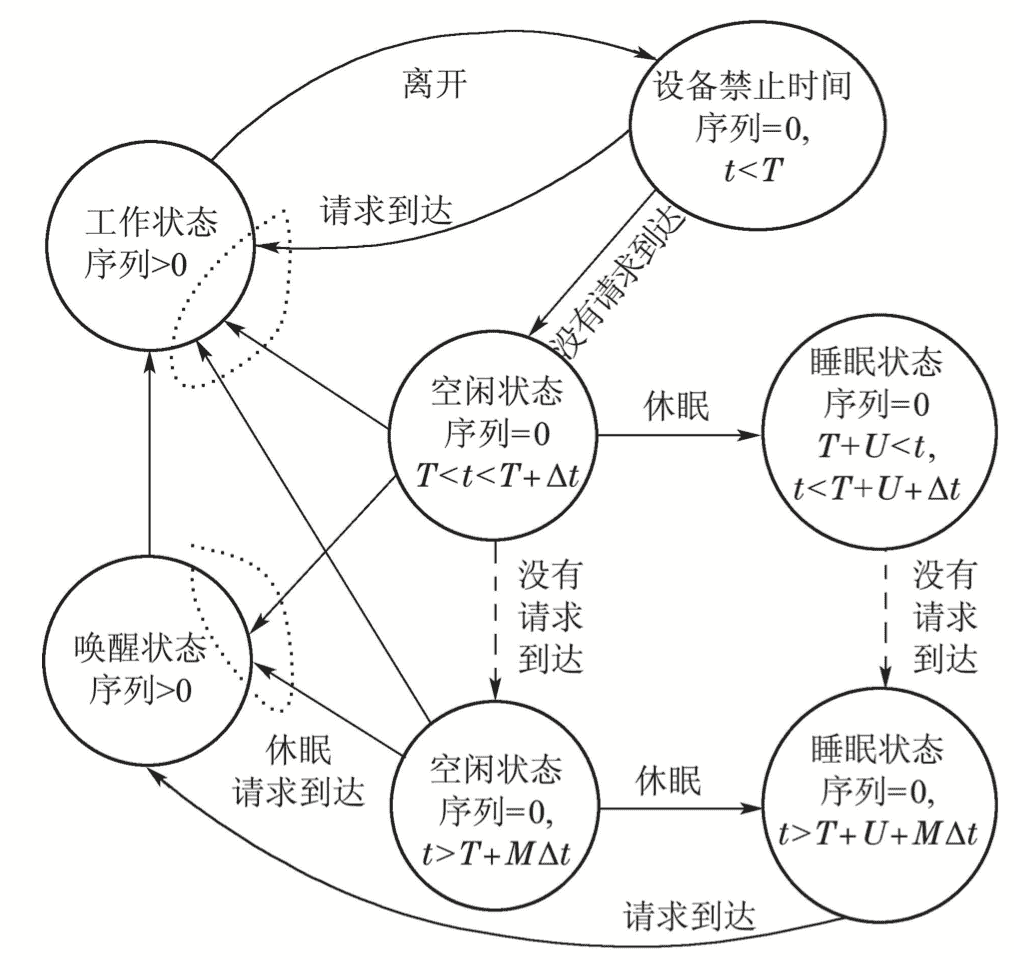 离开
设备禁止时间
序列=0,
t<T
工作状态
序列>0
请求到达
没有请求到达
空闲状态
序列=0
T<t<T+Δt
休眠
睡眠状态
序列=0
T+U<t,
t<T+U+Δt
没有
请求
到达
没有
请求
到达
唤醒状态
序列>0
休眠
请求到达
空闲状态
序列=0,
t>T+MΔt
休眠
睡眠状态
序列=0,
t>T+U+MΔt
请求到达